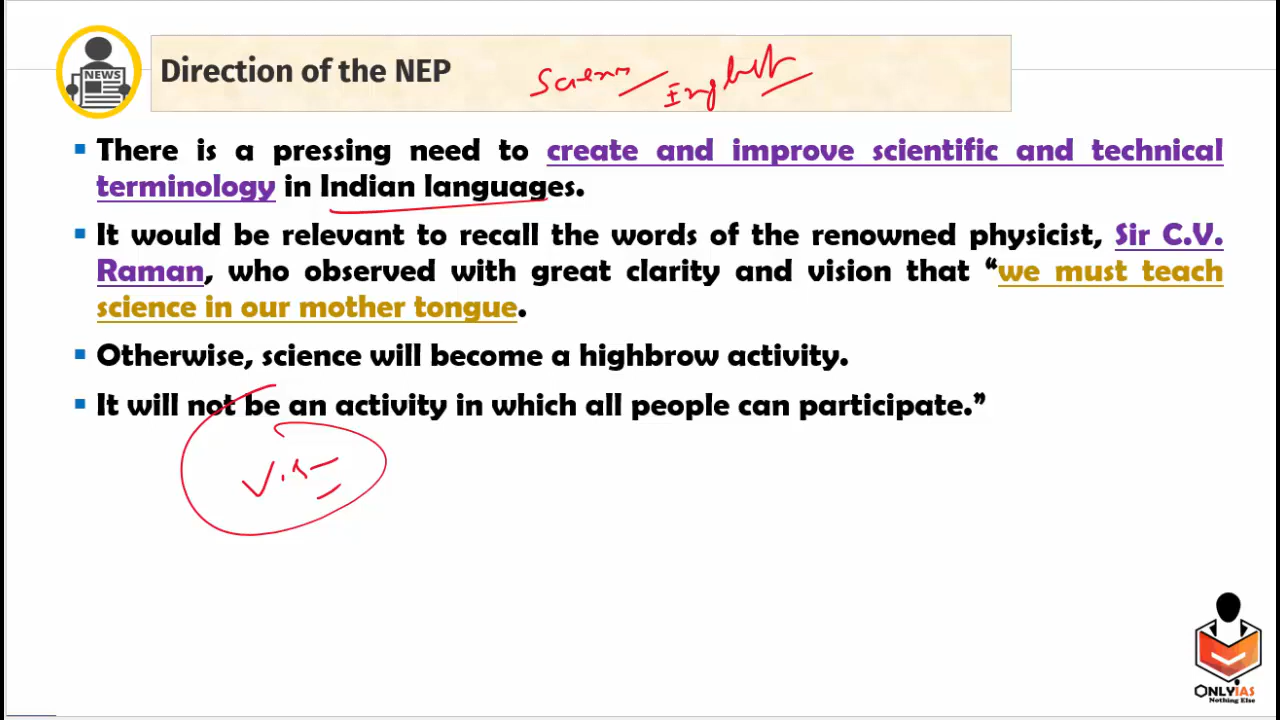 NEWS
Direction of the NEP
Science
English
▪ There is a pressing need to create and improve scientific and technical
terminology in Indian languages.
▪ It would be relevant to recall the words of the renowned physicist, Sir C.V.
Raman, who observed with great clarity and vision that “we must teach
science in our mother tongue.
▪ Otherwise, science will become a highbrow activity.
▪ It will not be an activity in which all people can participate.”
ONLYIAS
Nothing Else